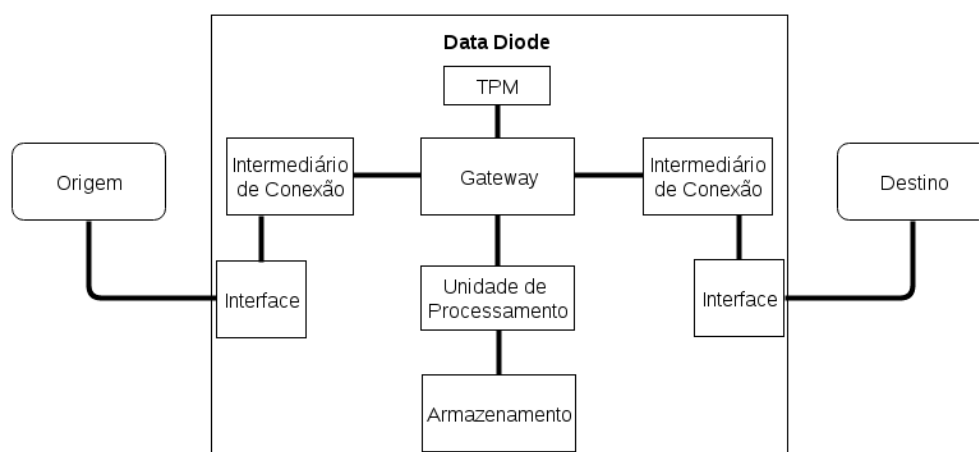 Data Diode
TPM
Origem
Intermediário
de Conexão
Gateway
Intermediário
de Conexão
Destino
Interface
Unidade de
Processamento
Interface
Armazenamento